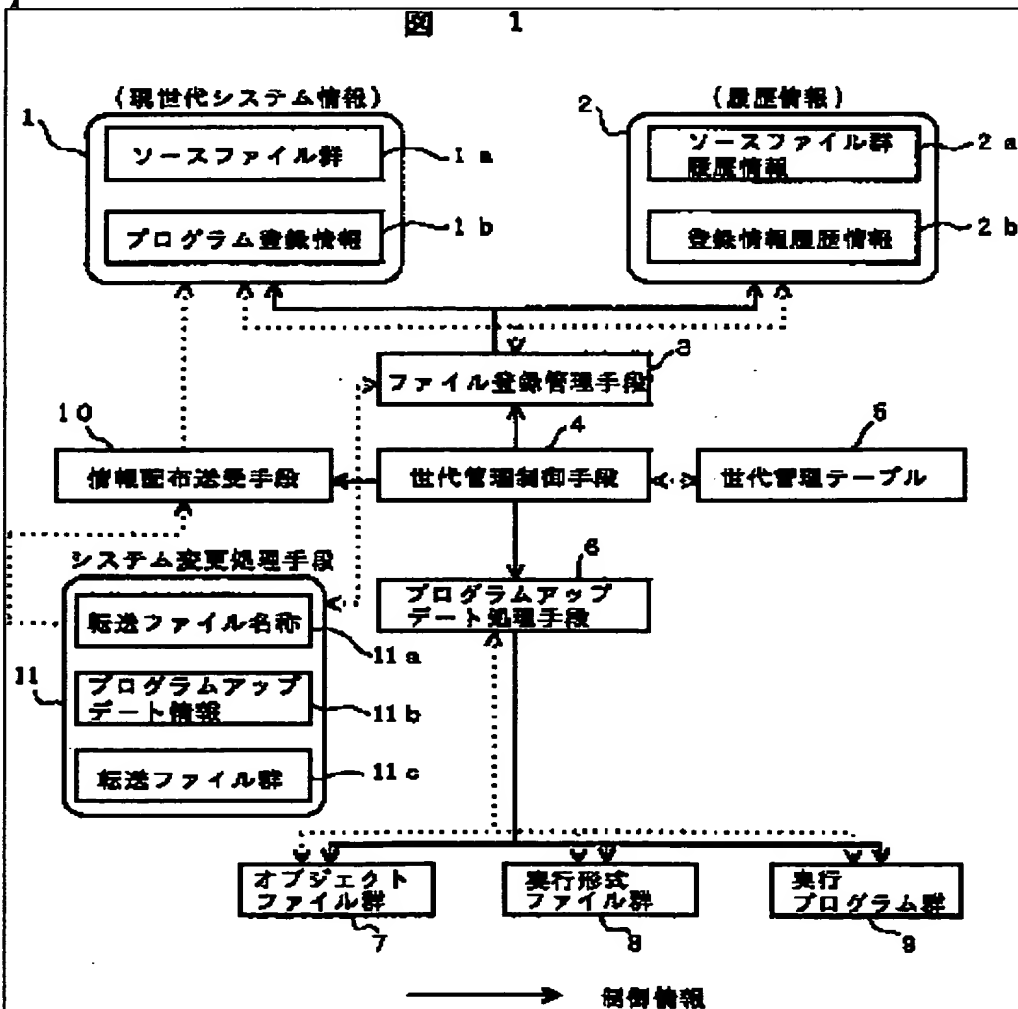 図 1
(現世代システム情報)
(履歴情報)
1
2
ソースファイル群
1a
プログラム登録情報
1b
ソースファイル群
履歴情報
2a
登録情報履歴情報
2b
3
ファイル登録管理手段
10
4
5
情報配布送受手段
世代管理制御手段
世代管理テーブル
システム変更処理手段
6
プログラムアップ
デート処理手段
転送ファイル名称
11a
11
プログラムアップ
デート情報
11b
転送ファイル群
11c
オブジェクト
ファイル群
7
実行形式
ファイル群
8
実行
プログラム群
9
制御情報